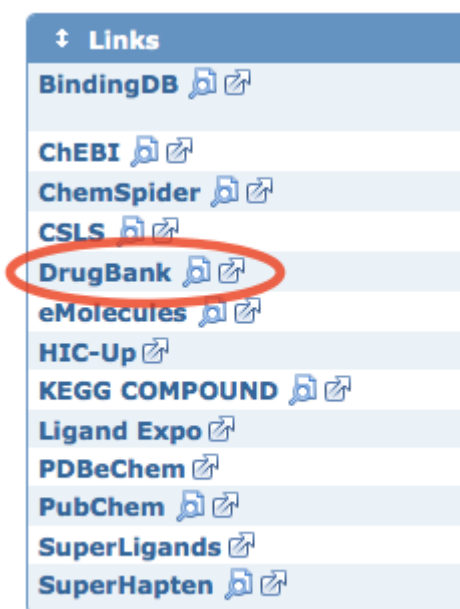 Links
BindingDB
ChEBI
ChemSpider
CSLS
DrugBank
eMolecules
HIC-Up
KEGG COMPOUND
Ligand Expo
PDBeChem
PubChem
SuperLigands
SuperHapten